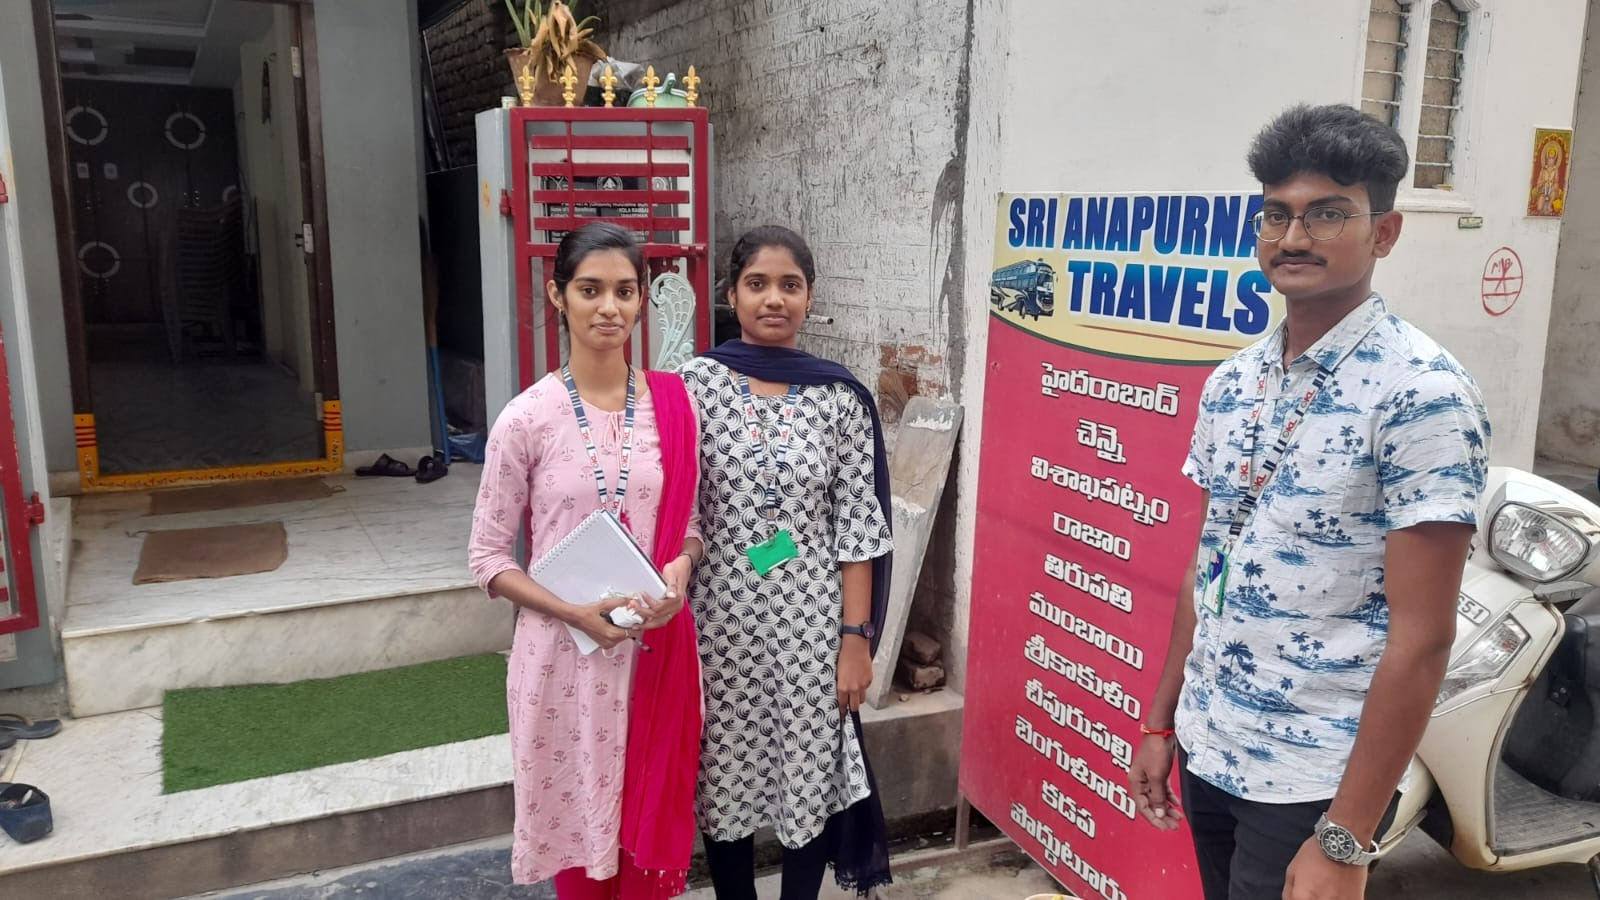 SRI ANAPURNA
TRAVELS
హైదరాబాద్
చెన్నై
విశాఖపట్నం
రాజాం
తిరుపతి
ముంబాయి
శ్రీకాకుళం
చీపురుపల్లి
బెంగుళూరు
కడప
పొద్దుటూరు